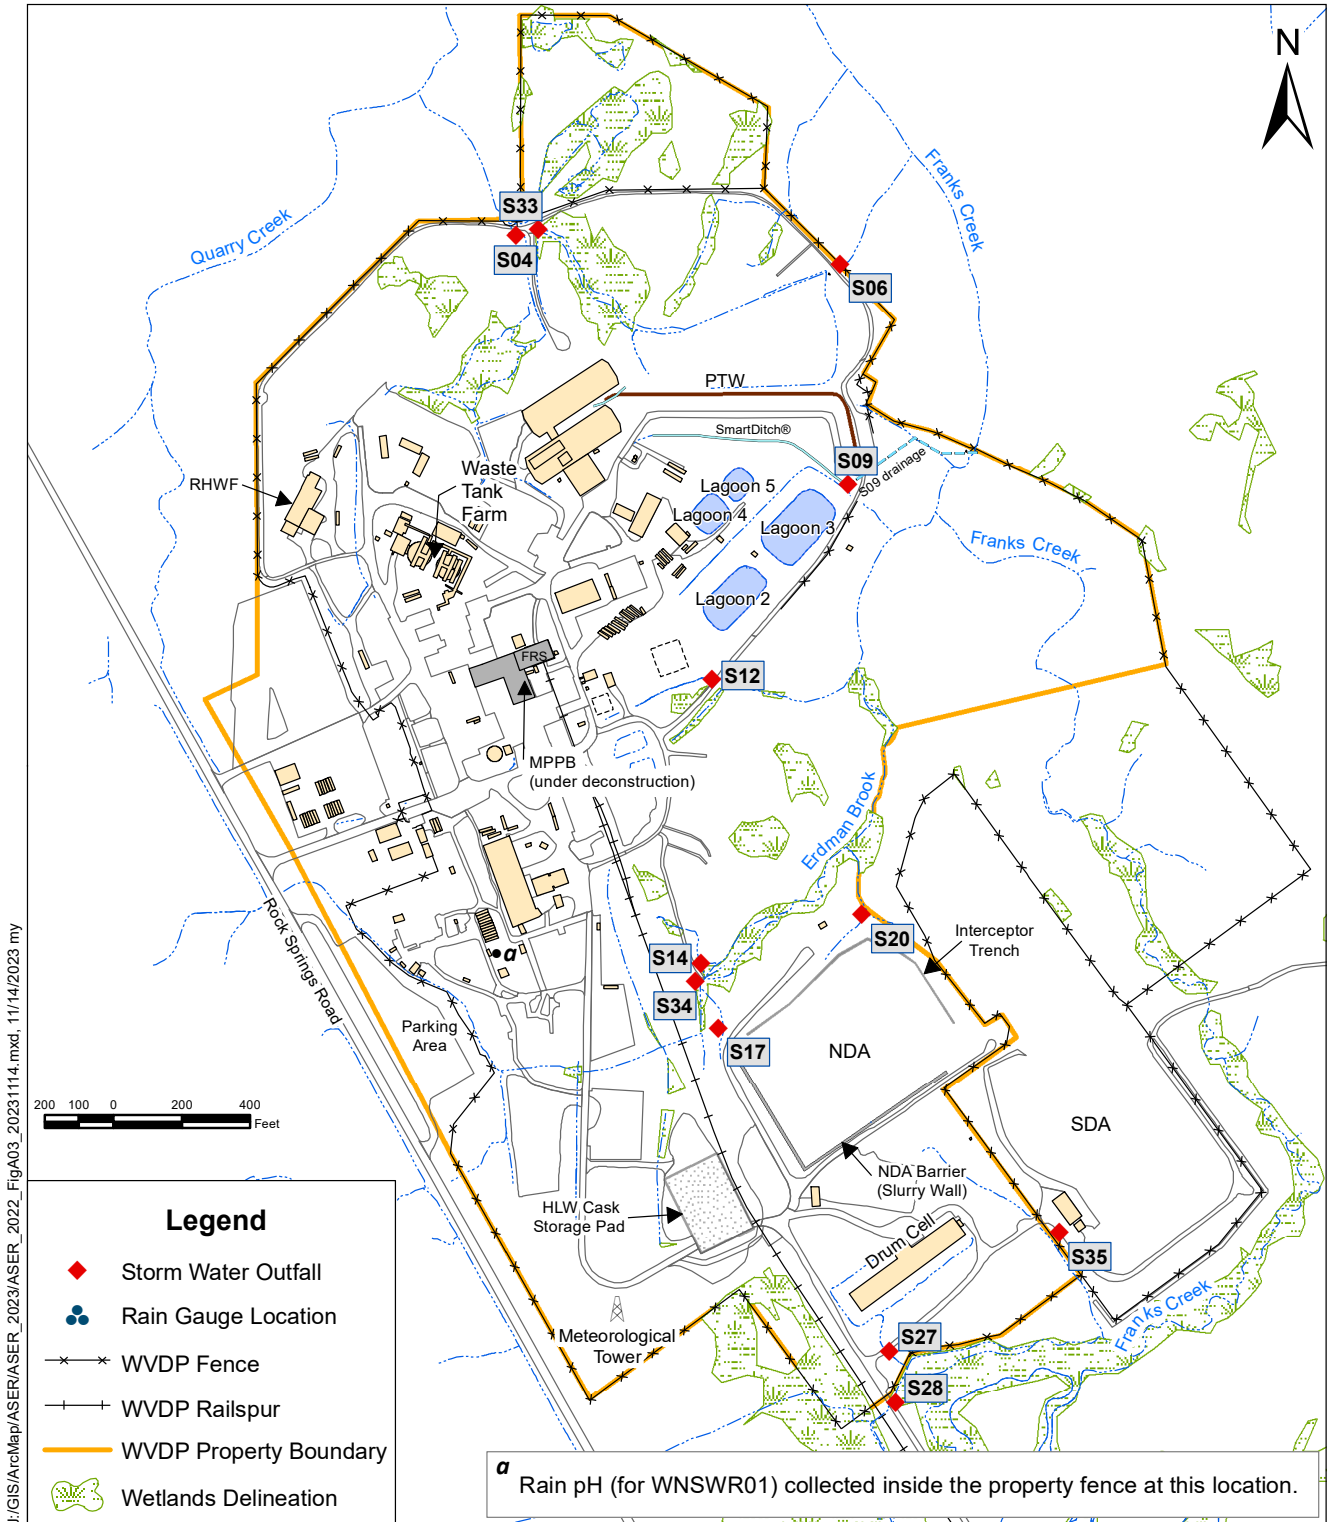 N
Franks Creek
Quarry Creek
S33
S04
S06
PTW
SmartDitch®
S09
S09 drainage
RHWF
Waste
Tank
Farm
Lagoon 5
Lagoon 4
Lagoon 3
Franks Creek
Lagoon 2
FRS
S12
MPPB
(under deconstruction)
Erdman Brook
Rock Springs Road
a
S14
S34
S20
Interceptor
Trench
Parking
Area
S17
NDA
200 100 0 200 400
Feet
SDA
NDA Barrier
(Slurry Wall)
HLW Cask
Storage Pad
Drum Cell
S35
Franks Creek
Meteorological
Tower
S27
S28
Legend
Storm Water Outfall
Rain Gauge Location
WVDP Fence
WVDP Railspur
WVDP Property Boundary
Wetlands Delineation
a
Rain pH (for WNSWR01) collected inside the property fence at this location.
J:/GIS/ArcMap/ASER/ASER_2023/ASER_2022_FigA03_20231114.mxd, 11/14/2023 my